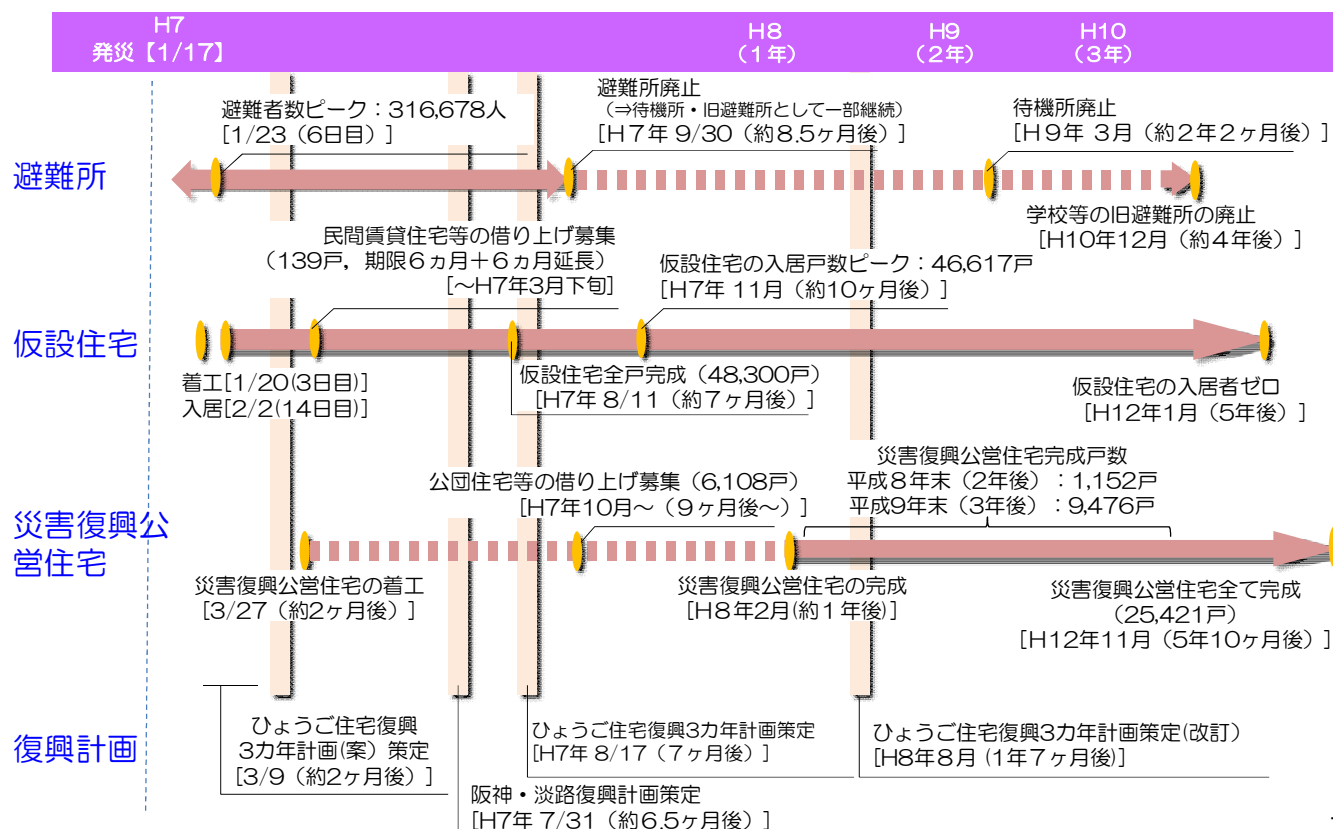 H7
発災【1/17】
H8
(1年)
H9
(2年)
H10
(3年)
避難所
避難者数ピーク：316,678人
[1/23（6日目）]
避難所廃止
（⇒待機所・旧避難所として一部継続）
[H7年 9/30（約8.5ヶ月後）]
待機所廃止
[H9年 3月（約2年2ヶ月後）]
学校等の旧避難所の廃止
[H10年12月（約4年後）]
仮設住宅
民間賃貸住宅等の借り上げ募集
（139戸，期限６ヵ月＋６ヵ月延長）
[～H7年3月下旬]
仮設住宅の入居戸数ピーク：46,617戸
[H7年 11月（約10ヶ月後）]
着工[1/20(3日目)]
入居[2/2(14日目)]
仮設住宅全戸完成（48,300戸）
[H7年 8/11（約7ヶ月後）]
仮設住宅の入居者ゼロ
[H12年1月（5年後）]
災害復興公
営住宅
公団住宅等の借り上げ募集（6,108戸）
[H7年10月～（9ヶ月後～）]
災害復興公営住宅完成戸数
平成８年末（2年後）：1,152戸
平成9年末（3年後）：9,476戸
災害復興公営住宅の着工
[3/27（約2ヶ月後）]
災害復興公営住宅の完成
[H8年2月(約１年後)]
災害復興公営住宅全て完成
（25,421戸）
[H12年11月（5年10ヶ月後）]
復興計画
ひょうご住宅復興
3カ年計画(案）策定
[3/9（約2ヶ月後）]
阪神・淡路復興計画策定
[H7年 7/31（約6.5ヶ月後）]
ひょうご住宅復興3カ年計画策定
[H7年 8/17（7ヶ月後）]
ひょうご住宅復興3カ年計画策定(改訂）
[H8年８月 (1年７ヶ月後)]